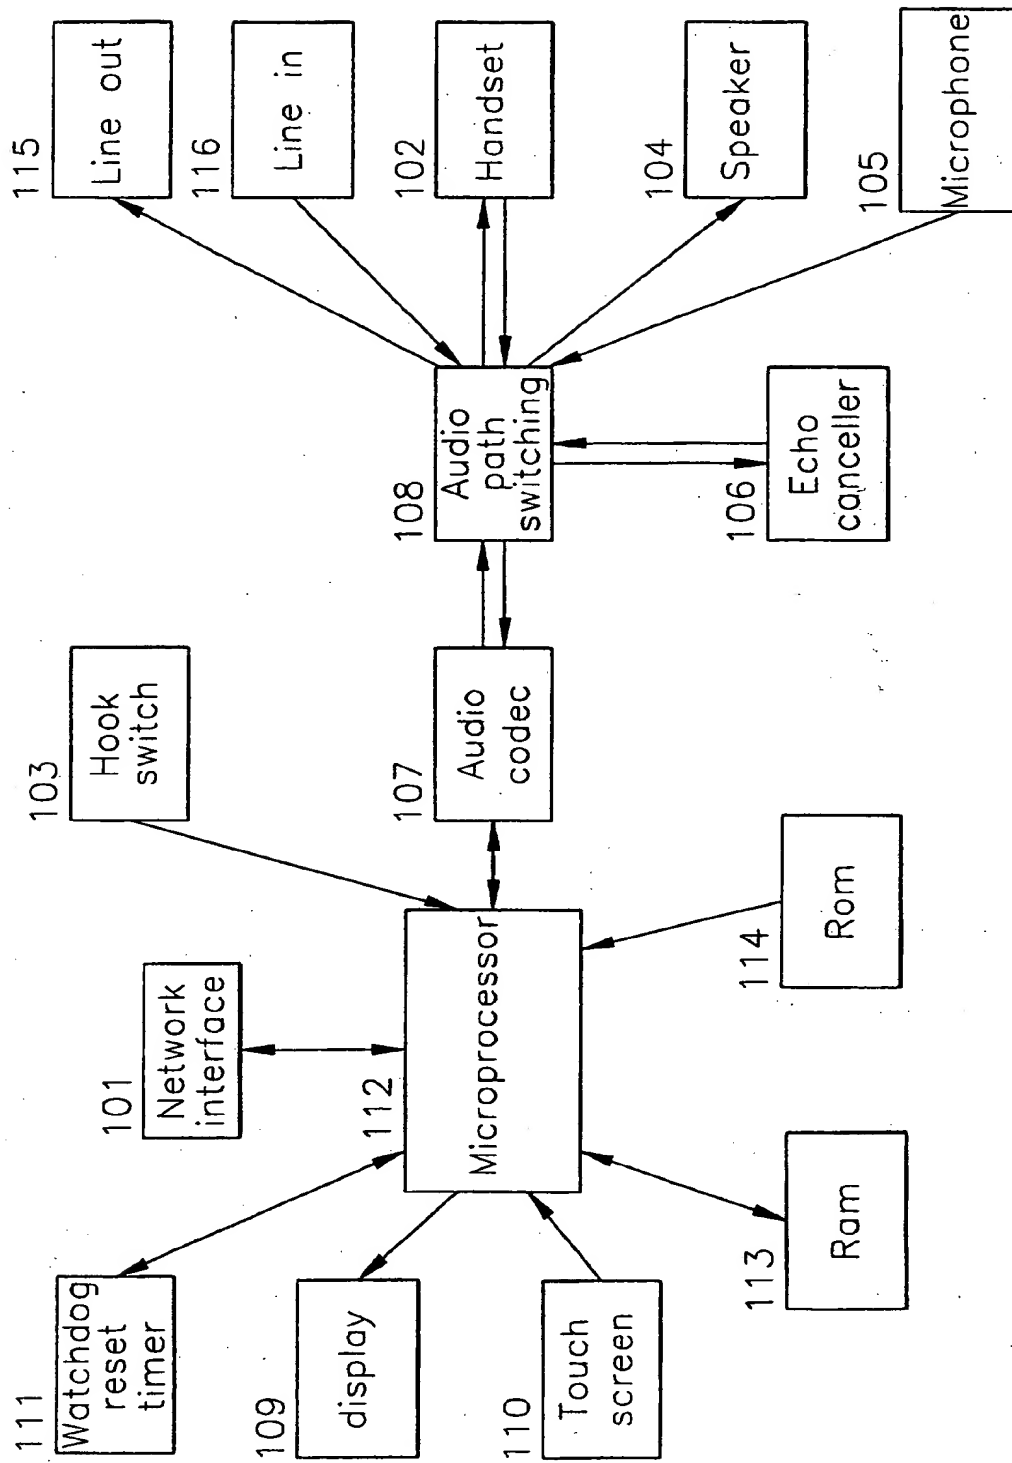 111
Watchdog
reset
timer
109
display
110
Touch
screen
101
Network
interface
112
Microprocessor
113
Ram
114
Rom
103
Hook
switch
107
Audio
codec
108
Audio
path
switching
106
Echo
canceller
115
Line out
116
Line in
102
Handset
104
Speaker
105
Microphone